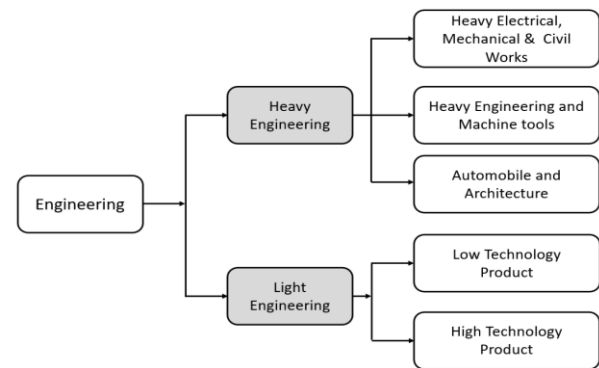 Engineering
Heavy
Engineering
Light
Engineering
Heavy Electrical,
Mechanical & Civil
Works
Heavy Engineering and
Machine tools
Automobile and
Architecture
Low Technology
Product
High Technology
Product